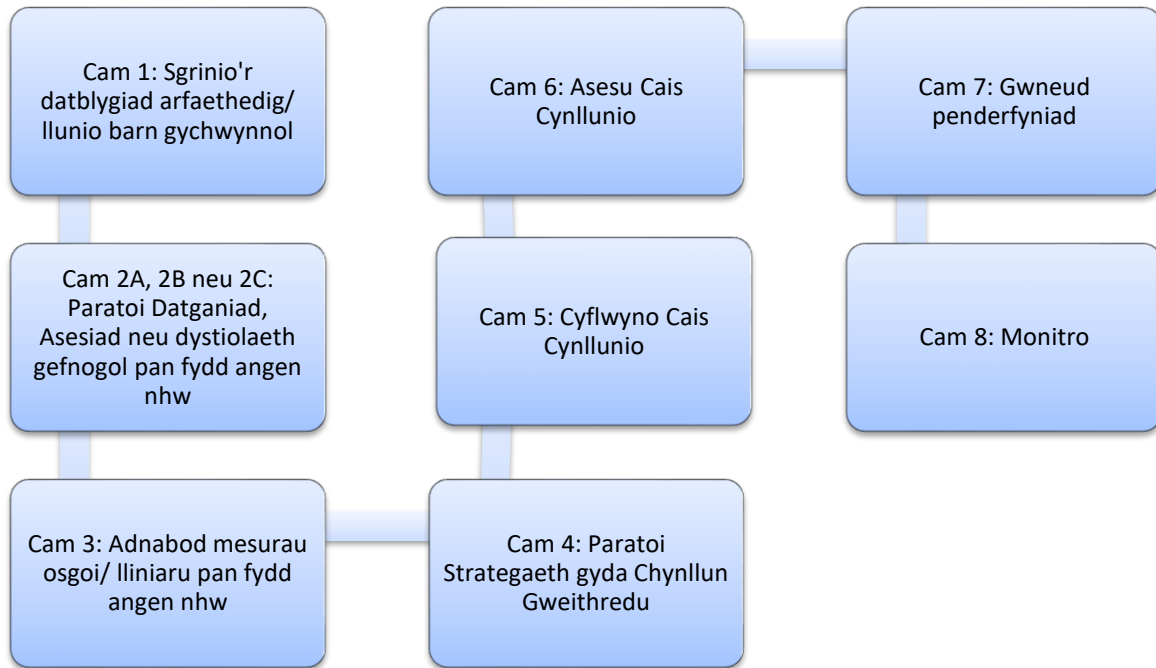 Cam 1: Sgrinio'r
datblygiad arfaethedig/
llunio barn gychwynnol
Cam 2A, 2B neu 2C:
Paratoi Datganiad,
Asesiad neu dystiolaeth
gefnogol pan fydd angen
nhw
Cam 3: Adnabod mesurau
osgoi/ lliniaru pan fydd
angen nhw
Cam 4: Paratoi
Strategaeth gyda Chynllun
Gweithredu
Cam 5: Cyflwyno Cais
Cynllunio
Cam 6: Asesu Cais
Cynllunio
Cam 7: Gwneud
penderfyniad
Cam 8: Monitro